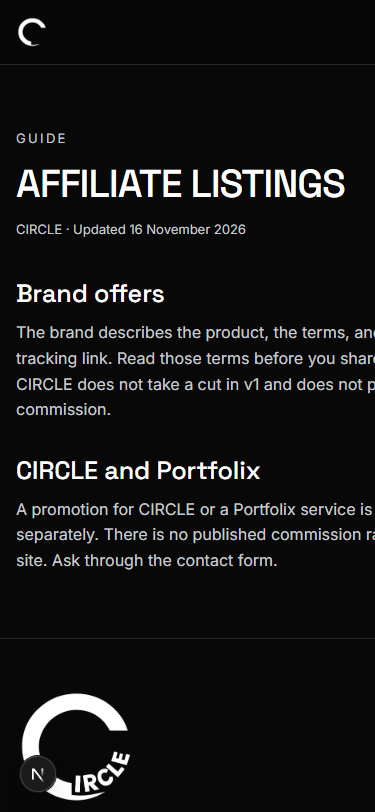 GUIDE
AFFILIATE LISTINGS
CIRCLE · Updated 16 November 2026
Brand offers
The brand describes the product, the terms, and
tracking link. Read those terms before you shar
CIRCLE does not take a cut in v1 and does not p
commission.
CIRCLE and Portfolix
A promotion for CIRCLE or a Portfolix service is
separately. There is no published commission ra
site. Ask through the contact form.
IRCLE
N